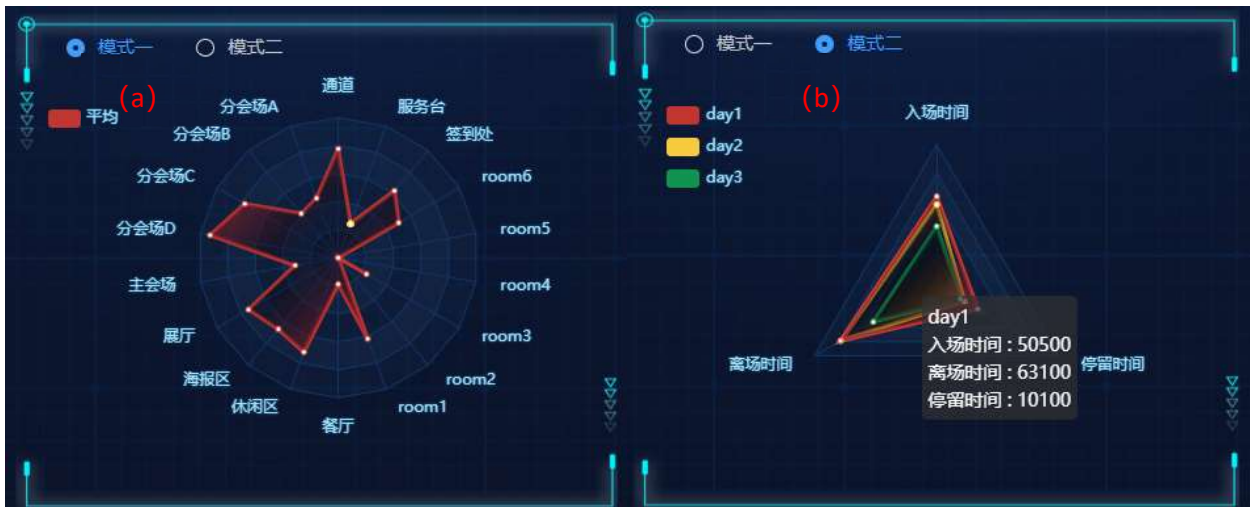 模式一
模式二
(a)
平均
通道
服务台
签到处
room6
room5
room4
room3
room2
room1
餐厅
休闲区
海报区
展厅
主会场
分会场D
分会场C
分会场B
分会场A
模式一
模式二
(b)
day1
day2
day3
入场时间
离场时间
停留时间
day1
入场时间 : 50500
离场时间 : 63100
停留时间 : 10100